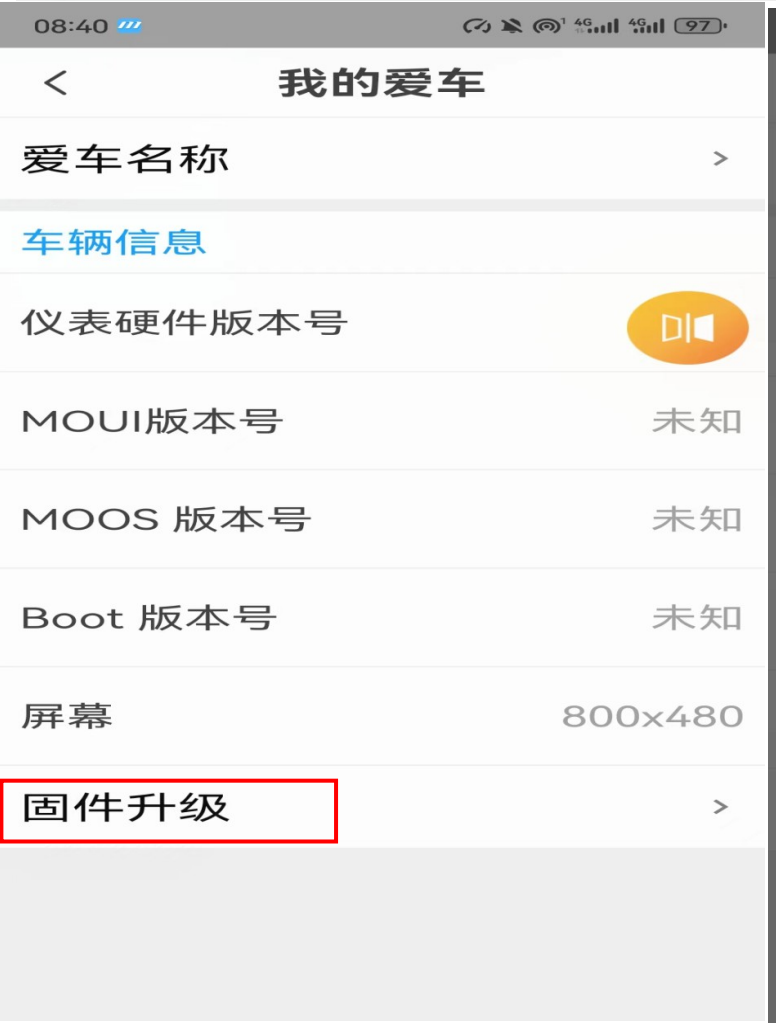 08:40 4G 4G 97
我的爱车
爱车名称
车辆信息
仪表硬件版本号
MOUI版本号 未知
MOOS 版本号 未知
Boot 版本号 未知
屏幕 800x480
固件升级